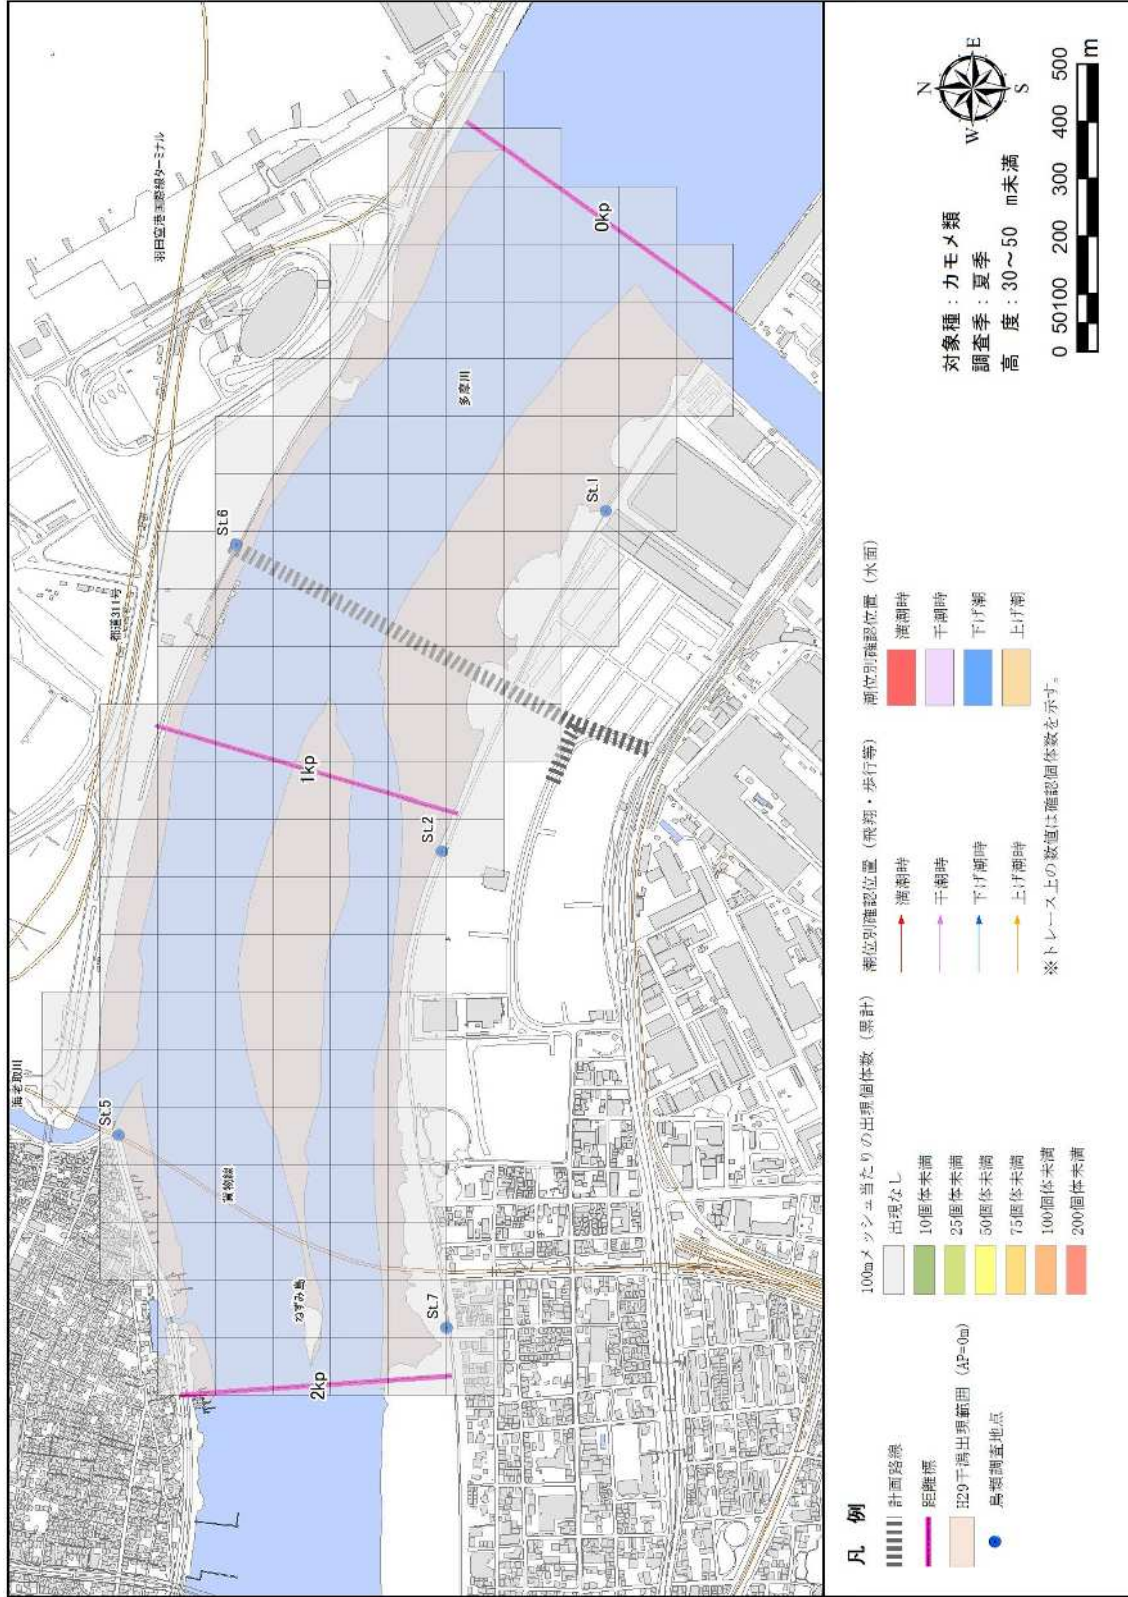 羽田空港国際線ターミナル
都道311号
海老取川
多摩川
貨物線
ねずみ島
0kp
1kp
2kp
St.1
St.2
St.5
St.6
St.7
凡 例
計画路線
距離標
H29干潟出現範囲 (AP=0m)
鳥類調査地点
100mメッシュ当たりの出現個体数 (累計)
出現なし
10個体未満
25個体未満
50個体未満
75個体未満
100個体未満
200個体未満
潮位別確認位置 (飛翔・歩行等)
満潮時
干潮時
下げ潮時
上げ潮時
※トレース上の数値は確認個体数を示す。
潮位別確認位置 (水面)
満潮時
干潮時
下げ潮
上げ潮
対象種:カモメ類
調査季:夏季
高 度:30~50 m未満
N
E
S
W
0 50100 200 300 400 500
m